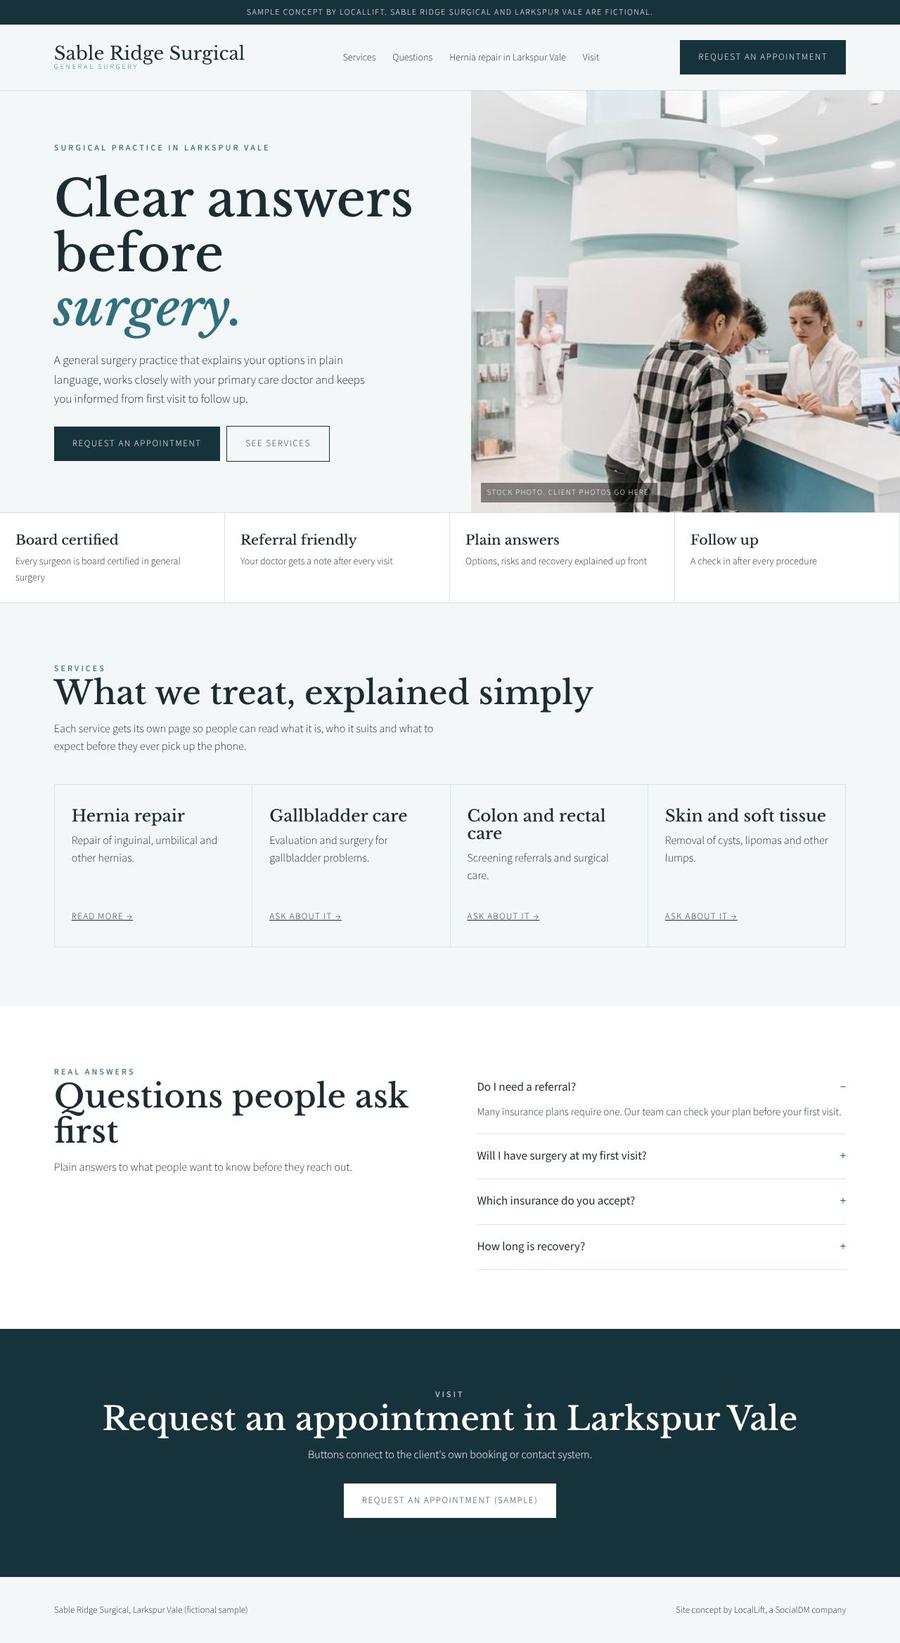 SAMPLE CONCEPT BY LOCALLIFT. SABLE RIDGE SURGICAL AND LARKSPUR VALE ARE FICTIONAL.
Sable Ridge Surgical
GENERAL SURGERY
Services
Questions
Hernia repair in Larkspur Vale
Visit
REQUEST AN APPOINTMENT
SURGICAL PRACTICE IN LARKSPUR VALE
Clear answers
before
surgery.
A general surgery practice that explains your options in plain
language, works closely with your primary care doctor and keeps
you informed from first visit to follow up.
REQUEST AN APPOINTMENT
SEE SERVICES
STOCK PHOTO. CLIENT PHOTOS GO HERE.
Board certified
Every surgeon is board certified in general
surgery
Referral friendly
Your doctor gets a note after every visit
Plain answers
Options, risks and recovery explained up front
Follow up
A check in after every procedure
SERVICES
What we treat, explained simply
Each service gets its own page so people can read what it is, who it suits and what to
expect before they ever pick up the phone.
Hernia repair
Repair of inguinal, umbilical and
other hernias.
READ MORE →
Gallbladder care
Evaluation and surgery for
gallbladder problems.
ASK ABOUT IT →
Colon and rectal
care
Screening referrals and surgical
care.
ASK ABOUT IT →
Skin and soft tissue
Removal of cysts, lipomas and other
lumps.
ASK ABOUT IT →
REAL ANSWERS
Questions people ask
first
Plain answers to what people want to know before they reach out.
Do I need a referral? −
Many insurance plans require one. Our team can check your plan before your first visit.
Will I have surgery at my first visit? +
Which insurance do you accept? +
How long is recovery? +
VISIT
Request an appointment in Larkspur Vale
Buttons connect to the client's own booking or contact system.
REQUEST AN APPOINTMENT (SAMPLE)
Sable Ridge Surgical, Larkspur Vale (fictional sample)
Site concept by LocalLift, a SocialDM company